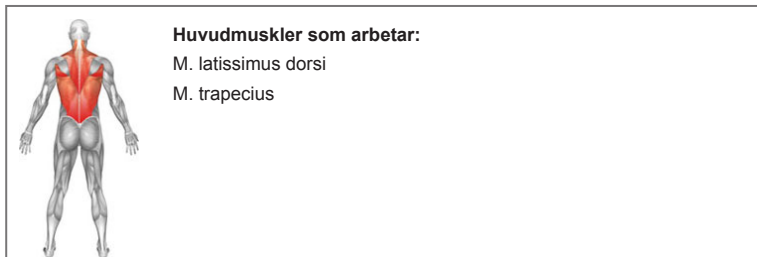 Huvudmuskler som arbetar:
M. latissimus dorsi
M. trapecius